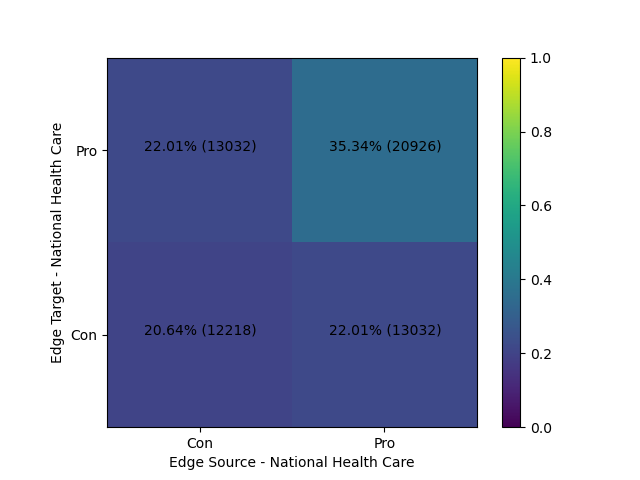 Edge Target - National Health Care
Pro
Con
22.01% (13032)
35.34% (20926)
20.64% (12218)
22.01% (13032)
Con
Pro
Edge Source - National Health Care
1.0
0.8
0.6
0.4
0.2
0.0